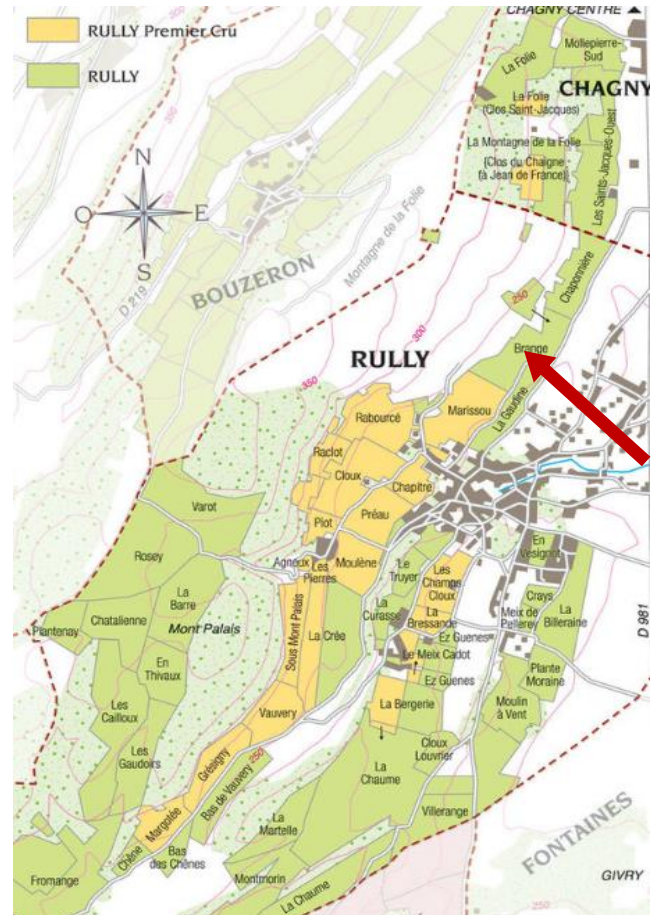 CHAGNY CENTRE
RULLY Premier Cru
RULLY
Mollepierre-
Sud
La Folie
CHAGNY
La Folie
(Clos Saint-Jacques)
La Montagne de la Folie
(Clos du Chaigne
à Jean de France)
Les Saints-Jacques-Ouest
350
300
N
O
E
S
D 219
BOUZERON
Montagne de la Folie
Chaponnière
250
300
Brange
RULLY
350
La Gaudine
Marissou
Rabourcé
Raclot
Cloux
Chapitre
Varot
Plot
Préau
Rosey
Agneux
Les
Pierres
Moulène
Le
Truyer
En
Vésignot
Les
Champs
Cloux
La
Barre
La
Curasse
La
Bressande
Crays
Meix de
Pellerey
La
Billeraine
D 981
Chatalienne
Plantenay
Mont Palais
Sous Mont Palais
La Crée
Ez Guenes
Le Meix Cadot
En
Thivaux
Ez Guenes
Plante
Moraine
Les
Cailloux
Vauvery
La Bergerie
Moulin
à Vent
Les
Gaudoirs
Grésigny
250
Bas de Vauvery
Cloux
Louvrier
La
Chaume
Margotée
Villerange
La
Martelle
Chêne
Bas
des Chênes
FONTAINES
Fromange
Montmorin
La Chaume
GIVRY
250